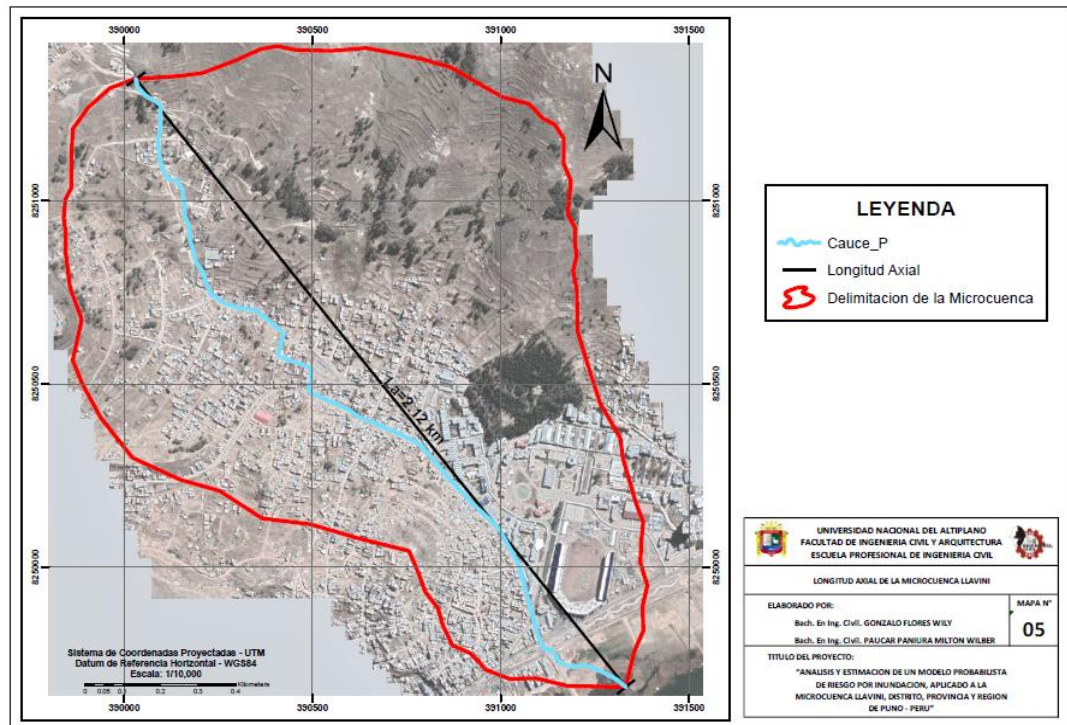 390000 390500 391000 391500
N
8251000 8251000
8250500 8250500
8250000 8250000
La=2.12 km
Sistema de Coordenadas Proyectadas - UTM
Datum de Referencia Horizontal - WGS84
Escala: 1/10,000
Kilometers
0 0.05 0.1 0.2 0.3 0.4
390000 390500 391000 391500
LEYENDA
Cauce_P
Longitud Axial
Delimitacion de la Microcuenca
UNIVERSIDAD NACIONAL DEL ALTIPLANO
FACULTAD DE INGENIERIA CIVIL Y ARQUITECTURA
ESCUELA PROFESIONAL DE INGENIERIA CIVIL
LONGITUD AXIAL DE LA MICROCUENCA LLAVINI
ELABORADO POR:
Bach. En Ing. Civil. GONZALO FLORES WILY
Bach. En Ing. Civil. PAUCAR PANIURA MILTON WILBER
MAPA N°
05
TITULO DEL PROYECTO:
"ANALISIS Y ESTIMACION DE UN MODELO PROBABILISTA
DE RIESGO POR INUNDACION, APLICADO A LA
MICROCUENCA LLAVINI, DISTRITO, PROVINCIA Y REGION
DE PUNO - PERU"